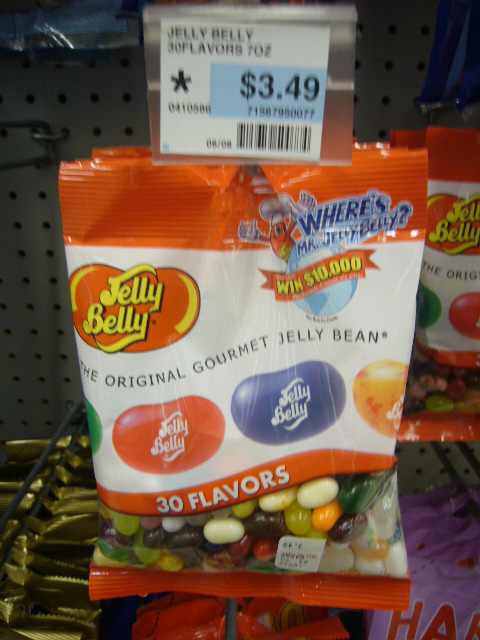 JELLY BELLY
30FLAVORS 7OZ
$3.49
0410586 71567950077
06/08
WHERE'S
MR. JELLY BELLY?
WIN $10,000
Jelly
Belly
THE ORIGINAL GOURMET JELLY BEAN
Jelly
Belly
Jelly
Belly
30 FLAVORS
Jelly
Belly
THE ORIG
HA